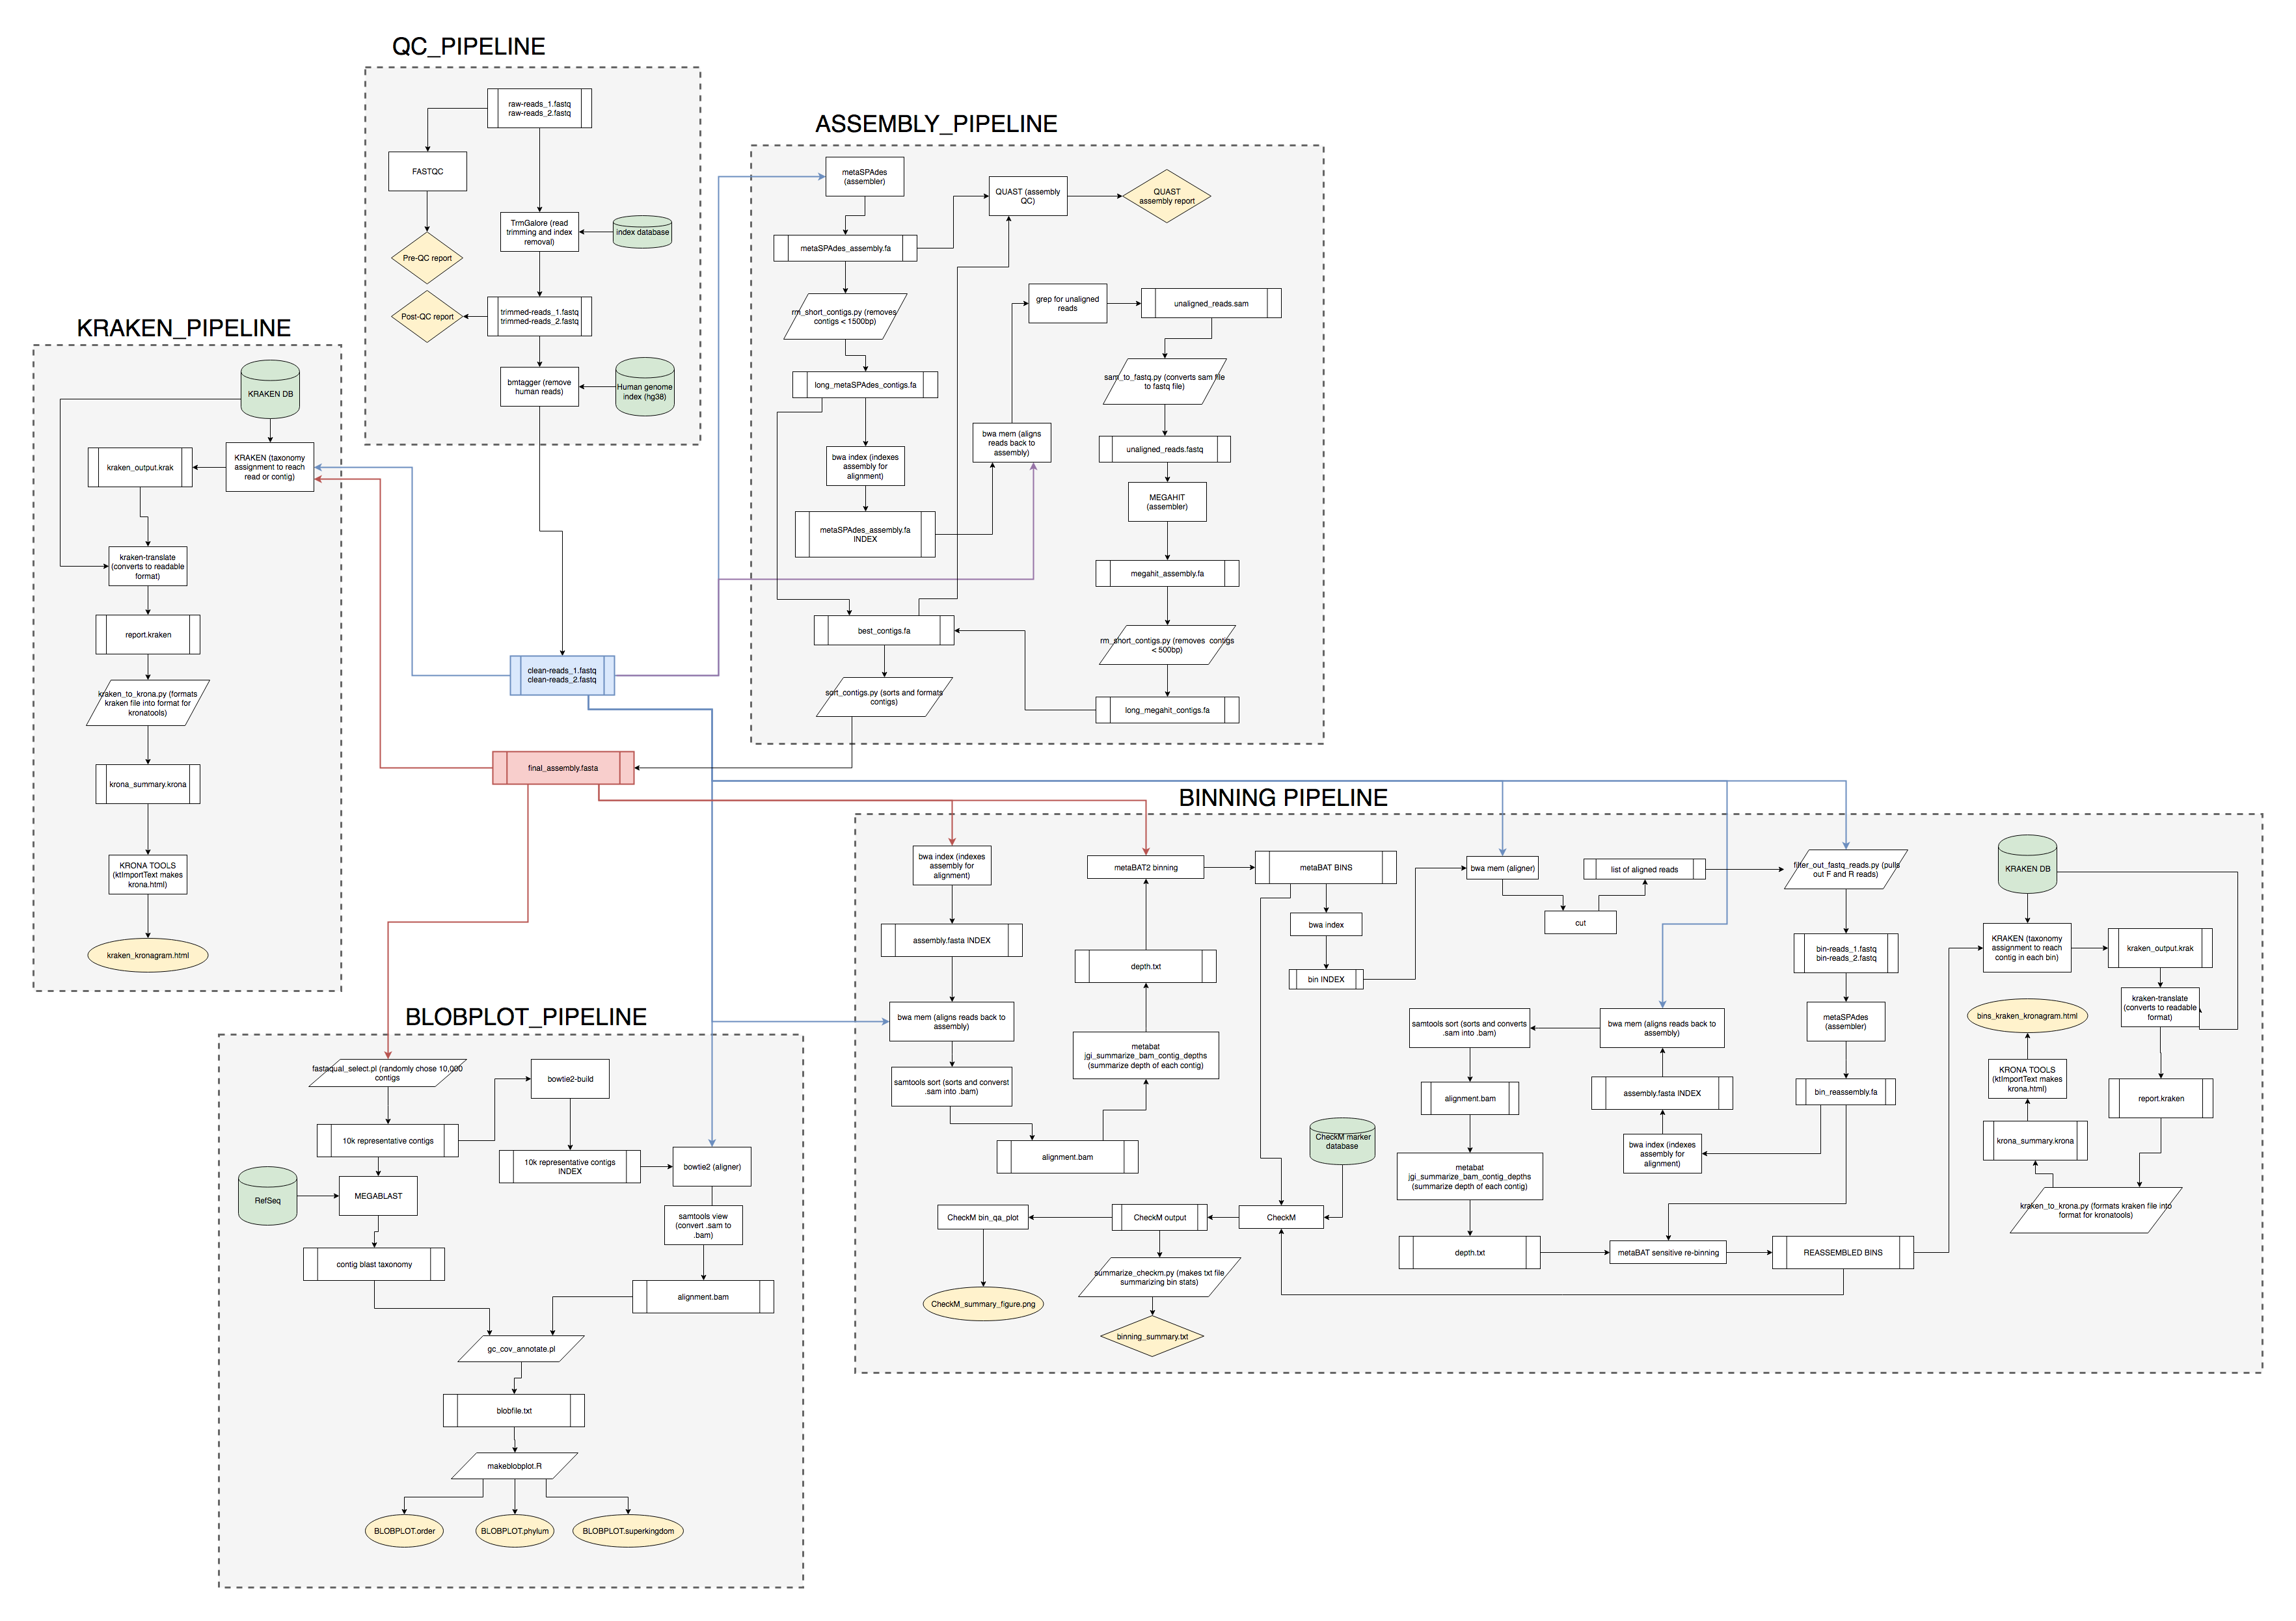 QC_PIPELINE
raw-reads_1.fastq
raw-reads_2.fastq
FASTQC
TrmGalore (read
trimming and index
removal)
index database
Pre-QC report
Post-QC report
trimmed-reads_1.fastq
trimmed-reads_2.fastq
bmtagger (remove
human reads)
Human genome
index (hg38)
ASSEMBLY_PIPELINE
metaSPAdes
(assembler)
QUAST (assembly
QC)
QUAST
assembly report
metaSPAdes_assembly.fa
rm_short_contigs.py (removes
contigs < 1500bp)
grep for unaligned
reads
unaligned_reads.sam
sam_to_fastq.py (converts sam file
to fastq file)
long_metaSPAdes_contigs.fa
bwa mem (aligns
reads back to
assembly)
unaligned_reads.fastq
bwa index (indexes
assembly for
alignment)
MEGAHIT
(assembler)
metaSPAdes_assembly.fa
INDEX
megahit_assembly.fa
best_contigs.fa
rm_short_contigs.py (removes  contigs
< 500bp)
sort_contigs.py (sorts and formats
contigs)
long_megahit_contigs.fa
KRAKEN_PIPELINE
KRAKEN DB
kraken_output.krak
KRAKEN (taxonomy
assignment to reach
read or contig)
kraken-translate
(converts to readable
format)
report.kraken
kraken_to_krona.py (formats
kraken file into format for
kronatools)
krona_summary.krona
KRONA TOOLS
(ktImportText makes
krona.html)
kraken_kronagram.html
clean-reads_1.fastq
clean-reads_2.fastq
final_assembly.fasta
BLOBPLOT_PIPELINE
fastaqual_select.pl (randomly chose 10,000
contigs
bowtie2-build
10k representative contigs
10k representative contigs
INDEX
bowtie2 (aligner)
RefSeq
MEGABLAST
samtools view
(convert .sam to
.bam)
contig blast taxonomy
alignment.bam
gc_cov_annotate.pl
blobfile.txt
makeblobplot.R
BLOBPLOT.order
BLOBPLOT.phylum
BLOBPLOT.superkingdom
BINNING PIPELINE
bwa index (indexes
assembly for
alignment)
metaBAT2 binning
metaBAT BINS
bwa mem (aligner)
list of aligned reads
filter_out_fastq_reads.py (pulls
out F and R reads)
KRAKEN DB
cut
bwa index
assembly.fasta INDEX
depth.txt
bin INDEX
bin-reads_1.fastq
bin-reads_2.fastq
KRAKEN (taxonomy
assignment to reach
contig in each bin)
kraken_output.krak
bwa mem (aligns reads back to
assembly)
metabat
jgi_summarize_bam_contig_depths
(summarize depth of each contig)
samtools sort (sorts and converts
.sam into .bam)
bwa mem (aligns reads back to
assembly)
metaSPAdes
(assembler)
bins_kraken_kronagram.html
kraken-translate
(converts to readable
format)
samtools sort (sorts and converst
.sam into .bam)
alignment.bam
assembly.fasta INDEX
bin_reassembly.fa
KRONA TOOLS
(ktImportText makes
krona.html)
report.kraken
alignment.bam
CheckM marker
database
bwa index (indexes
assembly for
alignment)
krona_summary.krona
metabat
jgi_summarize_bam_contig_depths
(summarize depth of each contig)
kraken_to_krona.py (formats kraken file into
format for kronatools)
CheckM bin_qa_plot
CheckM output
CheckM
depth.txt
metaBAT sensitive re-binning
REASSEMBLED BINS
summarize_checkm.py (makes txt file
summarizing bin stats)
CheckM_summary_figure.png
binning_summary.txt